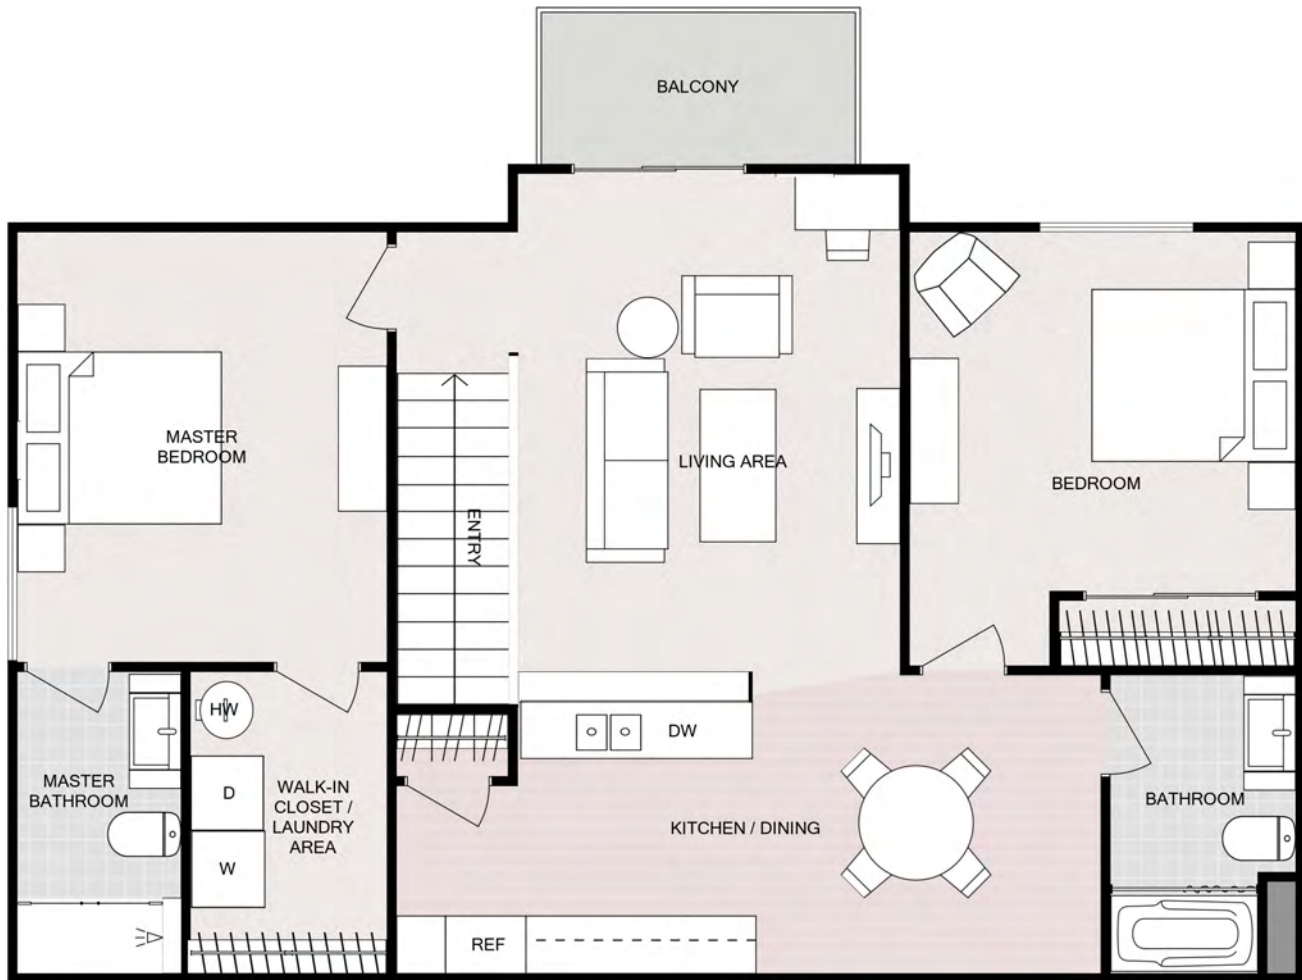 BALCONY
MASTER
BEDROOM
LIVING AREA
BEDROOM
ENTRY
HW
DW
MASTER
BATHROOM
D
WALK-IN
CLOSET /
LAUNDRY
AREA
W
KITCHEN / DINING
BATHROOM
REF